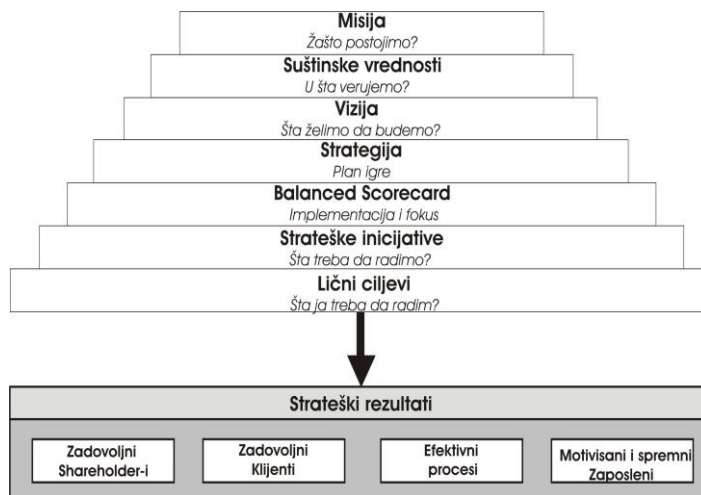 Misija
Žašto postojimo?
Suštinske vrednosti
U šta verujemo?
Vizija
Šta želimo da budemo?
Strategija
Plan igre
Balanced Scorecard
Implementacija i fokus
Strateške inicijative
Šta treba da radimo?
Lični ciljevi
Šta ja treba da radim?
Strateški rezultati
Zadovoljni
Shareholder-i
Zadovoljni
Klijenti
Efektivni
procesi
Motivisani i spremni
Zaposleni